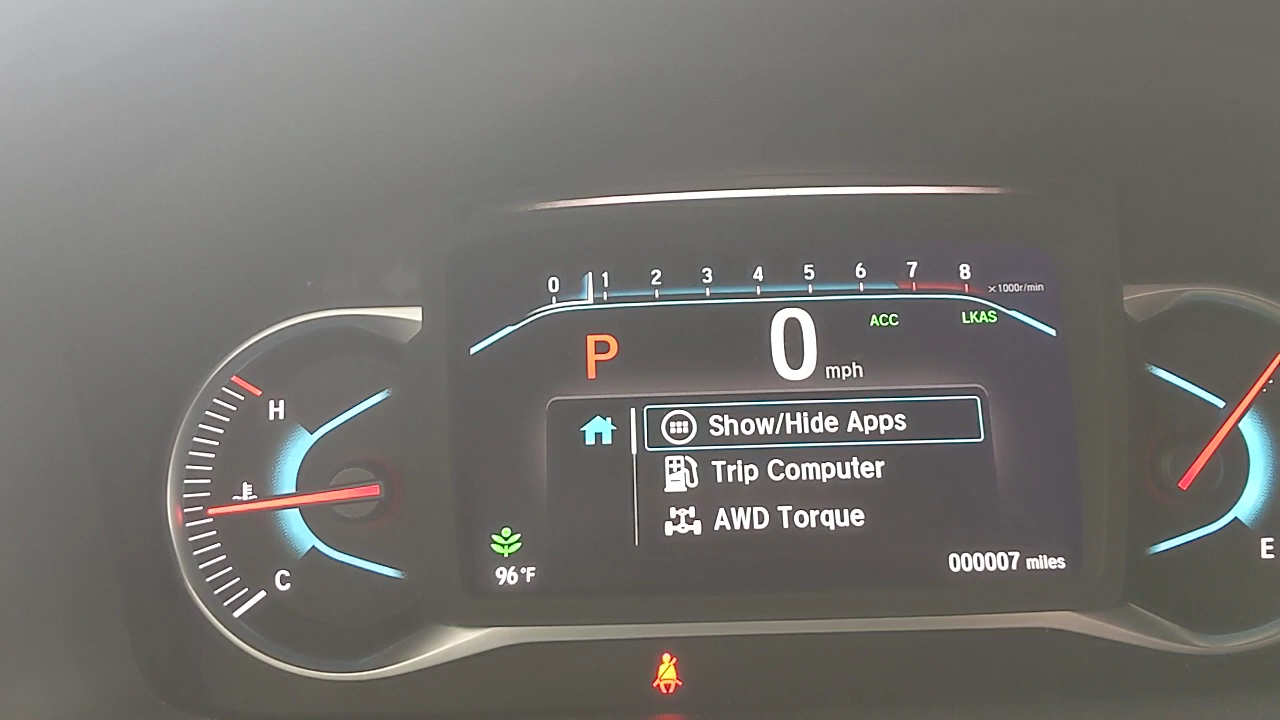 0 1 2 3 4 5 6 7 8 ×1000r/min
P 0 mph ACC LKAS
H
Show/Hide Apps
Trip Computer
AWD Torque
C
E
96°F
000007 miles